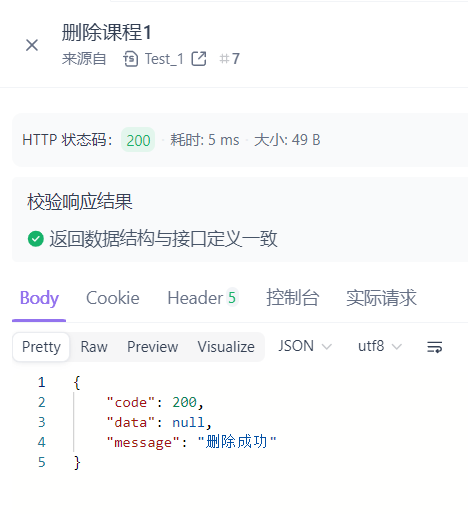 删除课程1
来源自 TS Test_1 #7
HTTP 状态码: 200 · 耗时: 5 ms · 大小: 49 B
校验响应结果
返回数据结构与接口定义一致
Body Cookie Header 5 控制台 实际请求
Pretty Raw Preview Visualize JSON utf8
1 {
2 "code": 200,
3 "data": null,
4 "message": "删除成功"
5 }